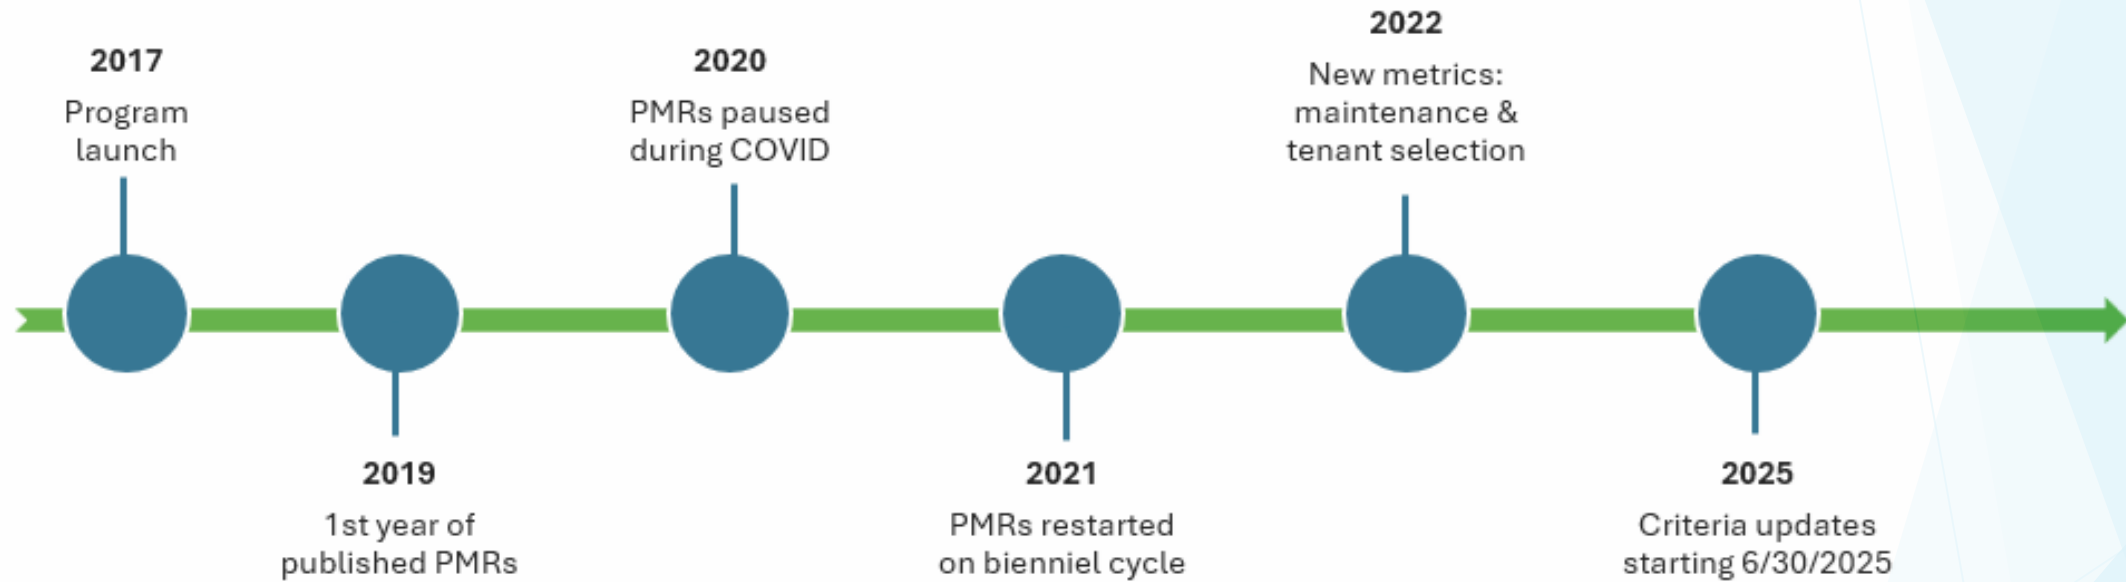 2017
Program
launch
2019
1st year of
published PMRs
2020
PMRs paused
during COVID
2021
PMRs restarted
on bienniel cycle
2022
New metrics:
maintenance &
tenant selection
2025
Criteria updates
starting 6/30/2025